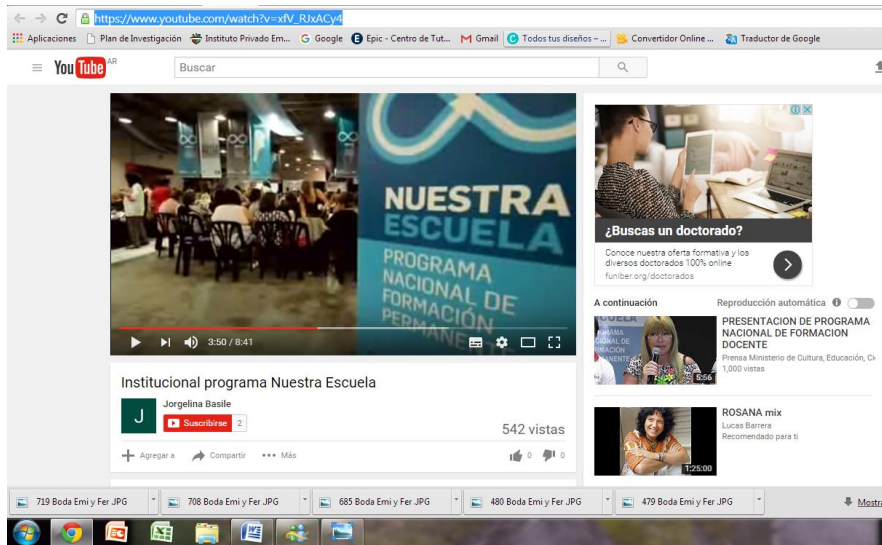 https://www.youtube.com/watch?v=xfV_RJxACy4
Aplicaciones Plan de Investigación Instituto Privado Em... Google Epic - Centro de Tut... Gmail Todos tus diseños – ... Convertidor Online ... Traductor de Google
YouTube AR
Buscar
NUESTRA
ESCUELA
PROGRAMA
NACIONAL DE
FORMACIÓN
PERMANENTE
3:50 / 8:41
Institucional programa Nuestra Escuela
J
Jorgelina Basile
Suscribirse 2
542 vistas
Agregar a Compartir Más 0 0
¿Buscas un doctorado?
Conoce nuestra oferta formativa y los
diversos doctorados 100% online
funiber.org/doctorados
A continuación Reproducción automática
5:56
PRESENTACION DE PROGRAMA
NACIONAL DE FORMACION
DOCENTE
Prensa Ministerio de Cultura, Educación, Ci
1,000 vistas
1:25:00
ROSANA mix
Lucas Barrera
Recomendado para ti
719 Boda Emi y Fer JPG 708 Boda Emi y Fer JPG 685 Boda Emi y Fer JPG 480 Boda Emi y Fer JPG 479 Boda Emi y Fer JPG Mostra